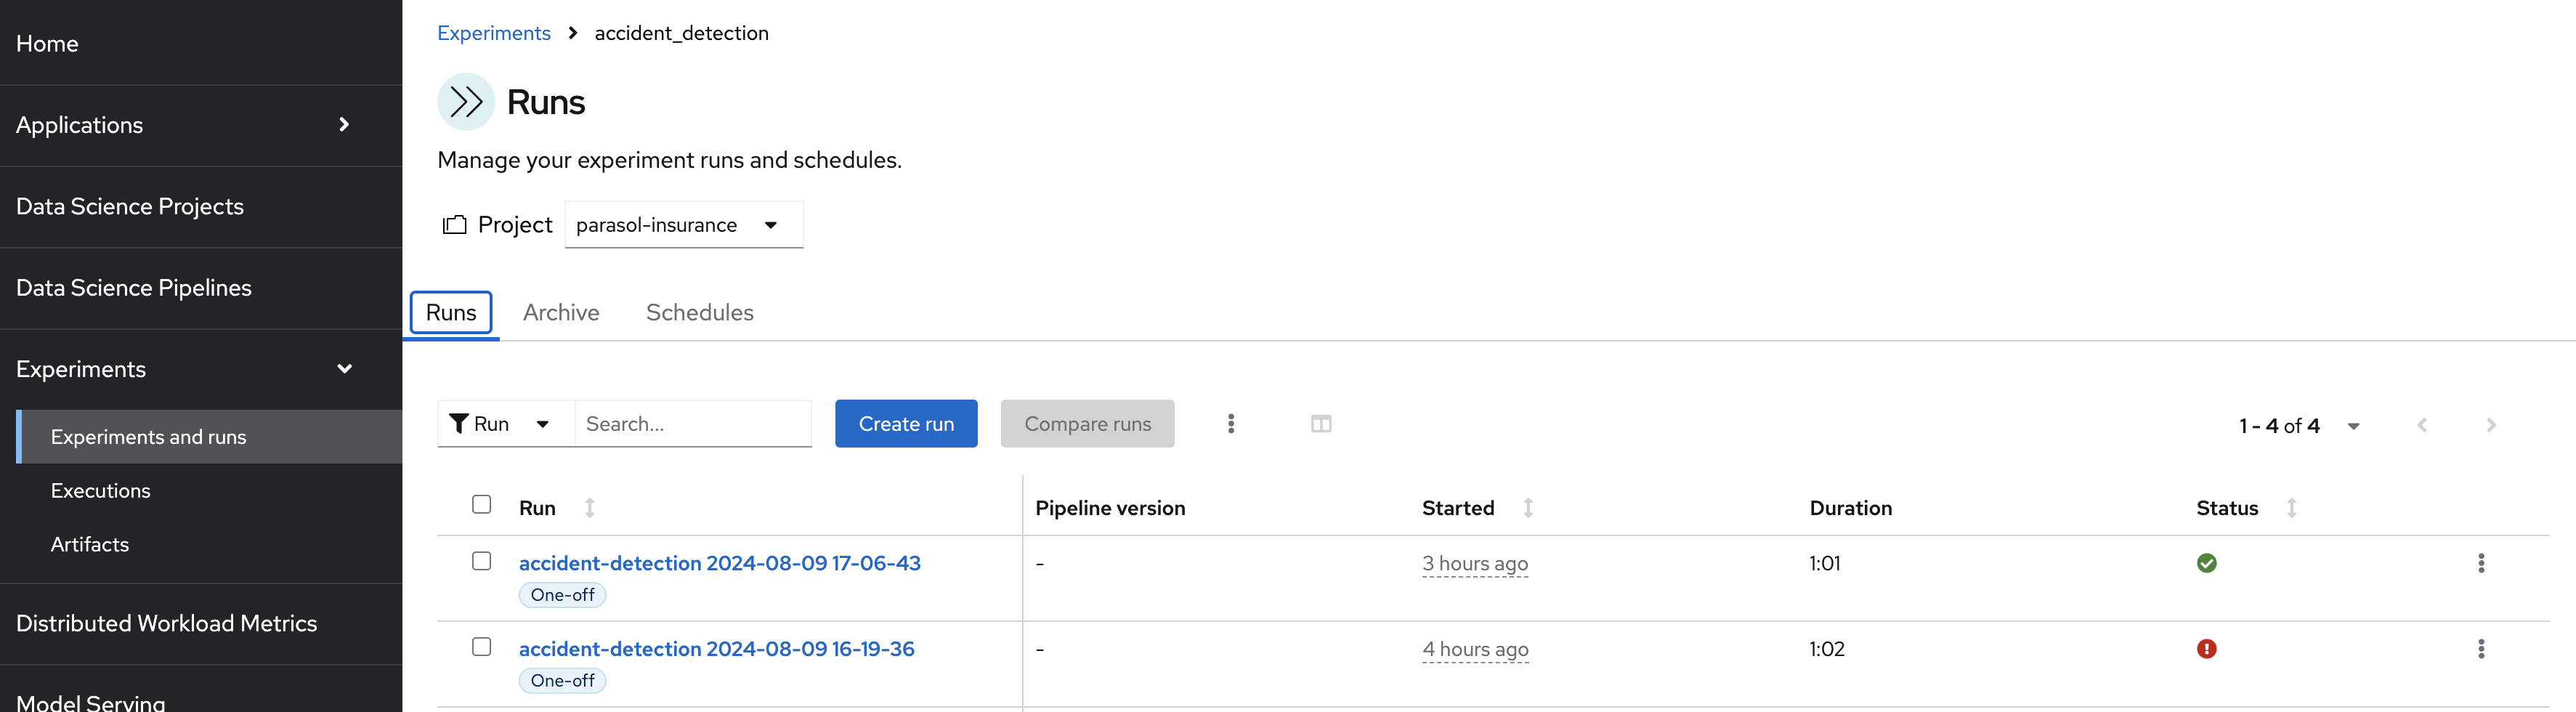 Home
Applications
Data Science Projects
Data Science Pipelines
Experiments
Experiments and runs
Executions
Artifacts
Distributed Workload Metrics
Model Serving
Experiments > accident_detection
Runs
Manage your experiment runs and schedules.
Project parasol-insurance
Runs Archive Schedules
Run Search... Create run Compare runs 1 - 4 of 4
Run Pipeline version Started Duration Status
accident-detection 2024-08-09 17-06-43 - 3 hours ago 1:01
One-off
accident-detection 2024-08-09 16-19-36 - 4 hours ago 1:02
One-off